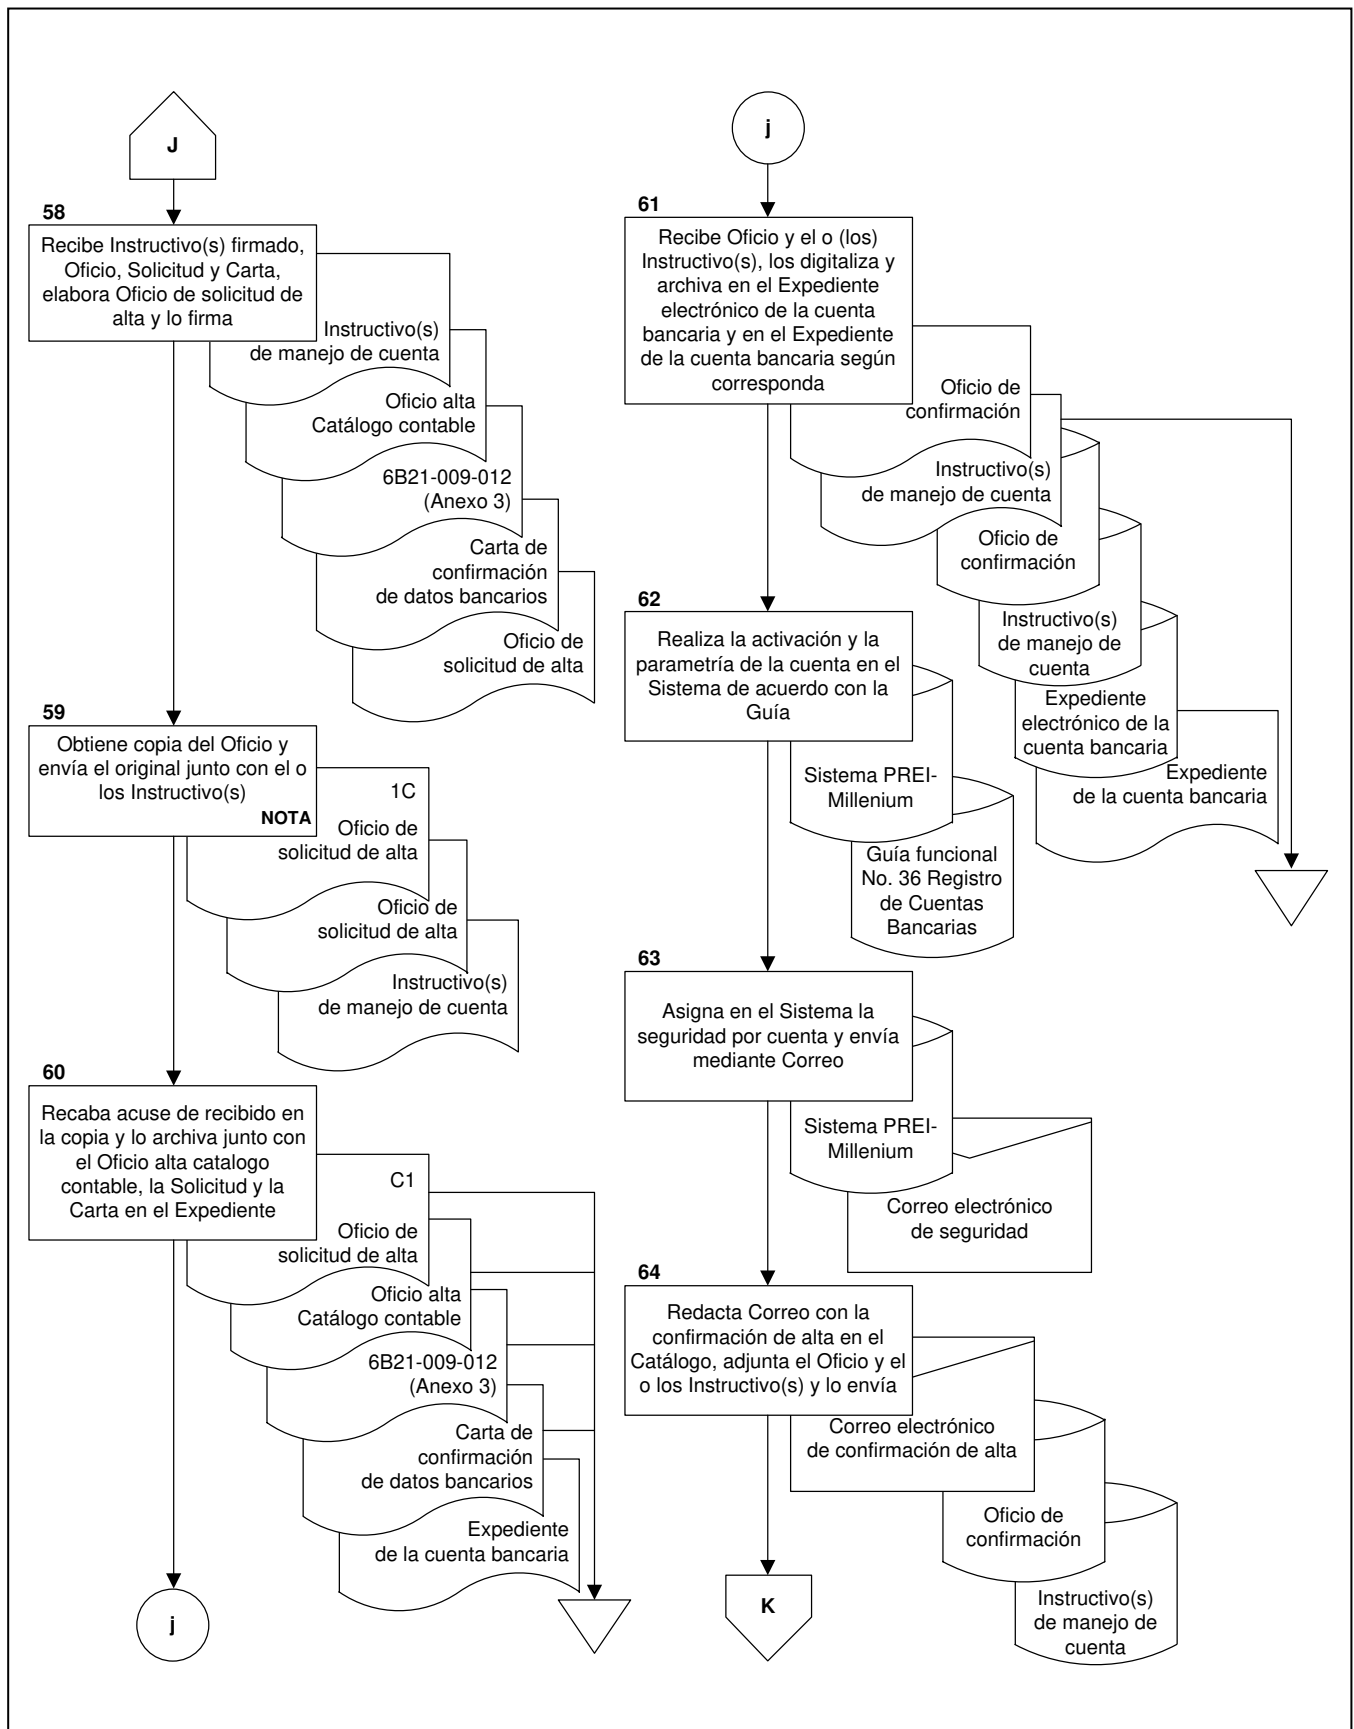 J
58
Recibe Instructivo(s) firmado,
Oficio, Solicitud y Carta,
elabora Oficio de solicitud de
alta y lo firma
Instructivo(s)
de manejo de cuenta
Oficio alta
Catálogo contable
6B21-009-012
(Anexo 3)
Carta de
confirmación
de datos bancarios
Oficio de
solicitud de alta
59
Obtiene copia del Oficio y
envía el original junto con el o
los Instructivo(s)
NOTA
1C
Oficio de
solicitud de alta
Oficio de
solicitud de alta
Instructivo(s)
de manejo de cuenta
60
Recaba acuse de recibido en
la copia y lo archiva junto con
el Oficio alta catalogo
contable, la Solicitud y la
Carta en el Expediente
C1
Oficio de
solicitud de alta
Oficio alta
Catálogo contable
6B21-009-012
(Anexo 3)
Carta de
confirmación
de datos bancarios
Expediente
de la cuenta bancaria
j
j
61
Recibe Oficio y el o (los)
Instructivo(s), los digitaliza y
archiva en el Expediente
electrónico de la cuenta
bancaria y en el Expediente
de la cuenta bancaria según
corresponda
Oficio de
confirmación
Instructivo(s)
de manejo de cuenta
Oficio de
confirmación
Instructivo(s)
de manejo de
cuenta
Expediente
electrónico de la
cuenta bancaria
Expediente
de la cuenta bancaria
62
Realiza la activación y la
parametría de la cuenta en el
Sistema de acuerdo con la
Guía
Sistema PREI-
Millenium
Guía funcional
No. 36 Registro
de Cuentas
Bancarias
63
Asigna en el Sistema la
seguridad por cuenta y envía
mediante Correo
Sistema PREI-
Millenium
Correo electrónico
de seguridad
64
Redacta Correo con la
confirmación de alta en el
Catálogo, adjunta el Oficio y el
o los Instructivo(s) y lo envía
Correo electrónico
de confirmación de alta
Oficio de
confirmación
Instructivo(s)
de manejo de
cuenta
K